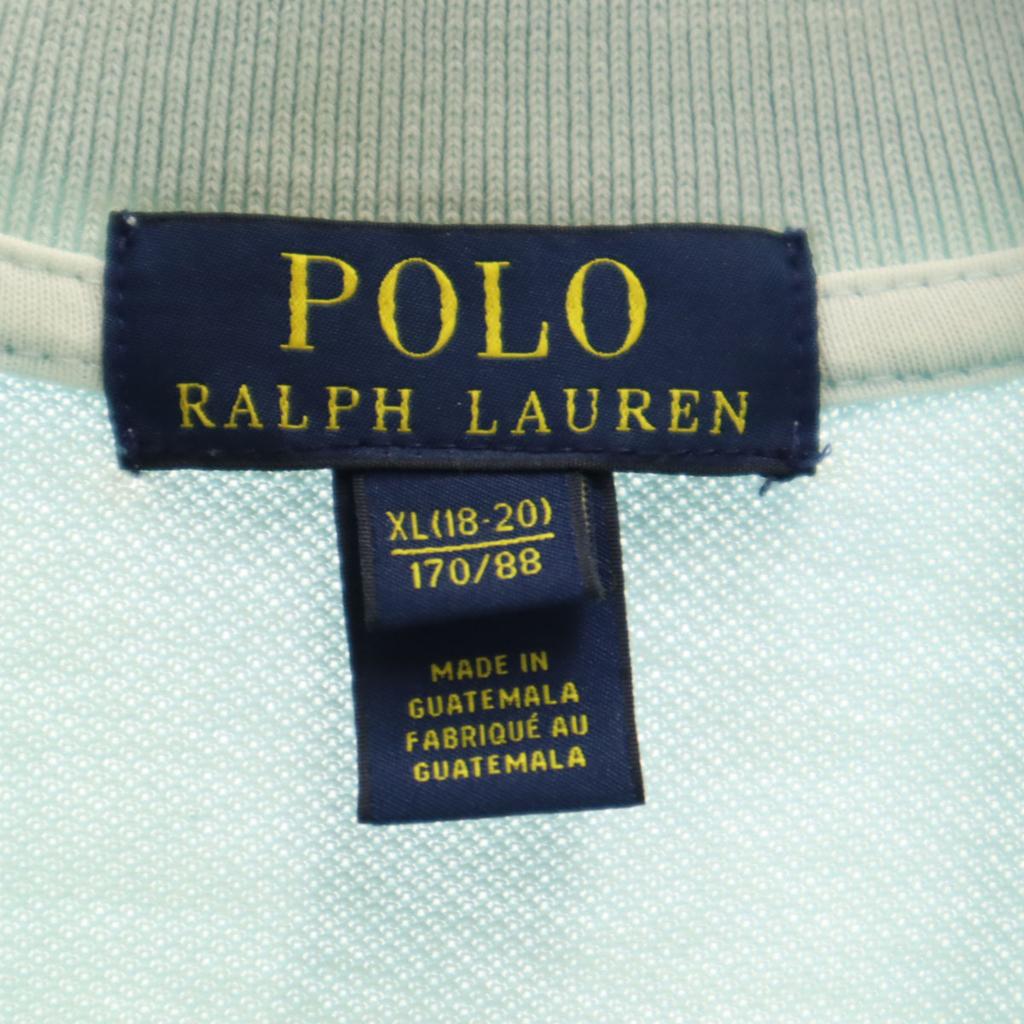 POLO
RALPH LAUREN
XL(18-20)
170/88
MADE IN
GUATEMALA
FABRIQUÉ AU
GUATEMALA